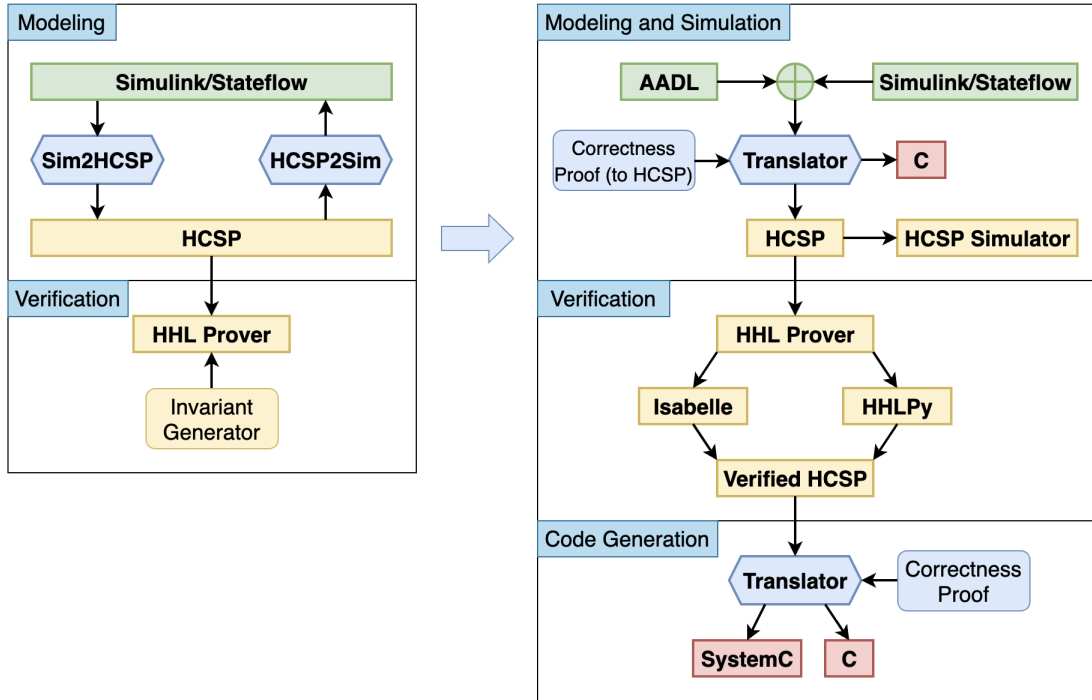 Modeling
Simulink/Stateflow
Sim2HCSP
HCSP2Sim
HCSP
Verification
HHL Prover
Invariant
Generator
Modeling and Simulation
AADL
Simulink/Stateflow
Correctness
Proof (to HCSP)
Translator
C
HCSP
HCSP Simulator
Verification
HHL Prover
Isabelle
HHLPy
Verified HCSP
Code Generation
Translator
Correctness
Proof
SystemC
C